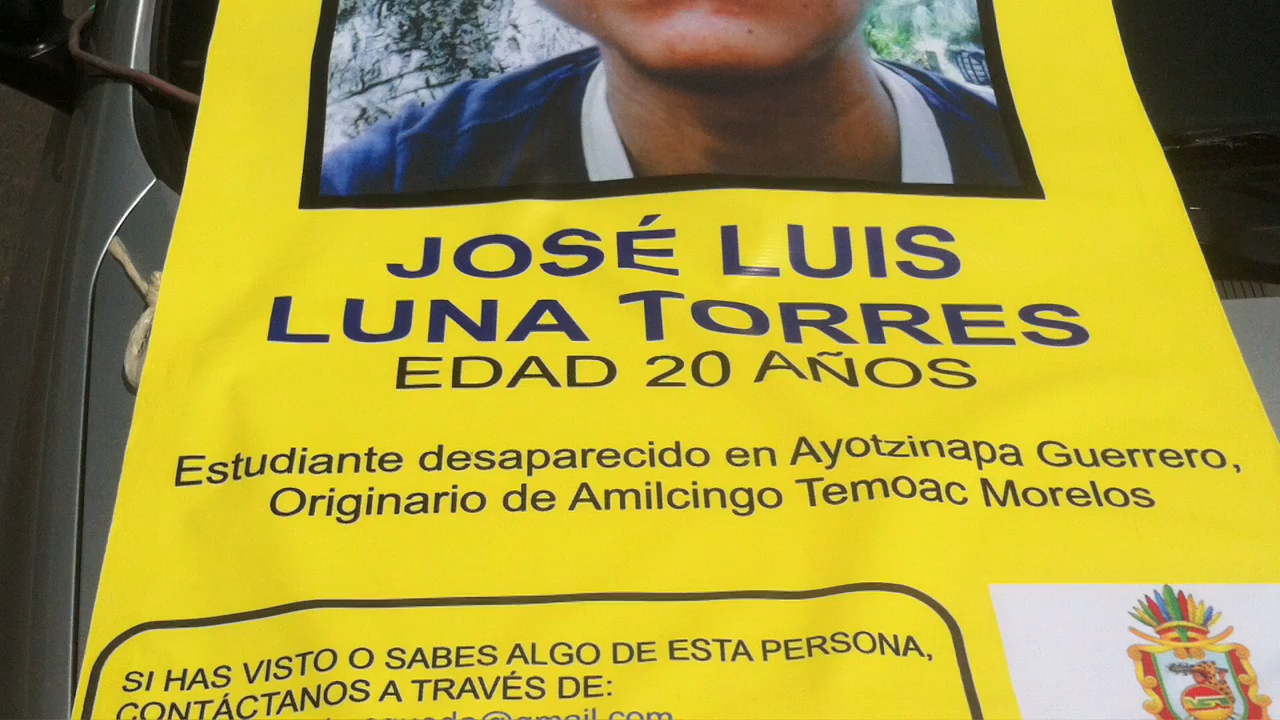 JOSÉ LUIS
LUNA TORRES
EDAD 20 AÑOS
Estudiante desaparecido en Ayotzinapa Guerrero,
Originario de Amilcingo Temoac Morelos
SI HAS VISTO O SABES ALGO DE ESTA PERSONA,
CONTÁCTANOS A TRAVÉS DE: